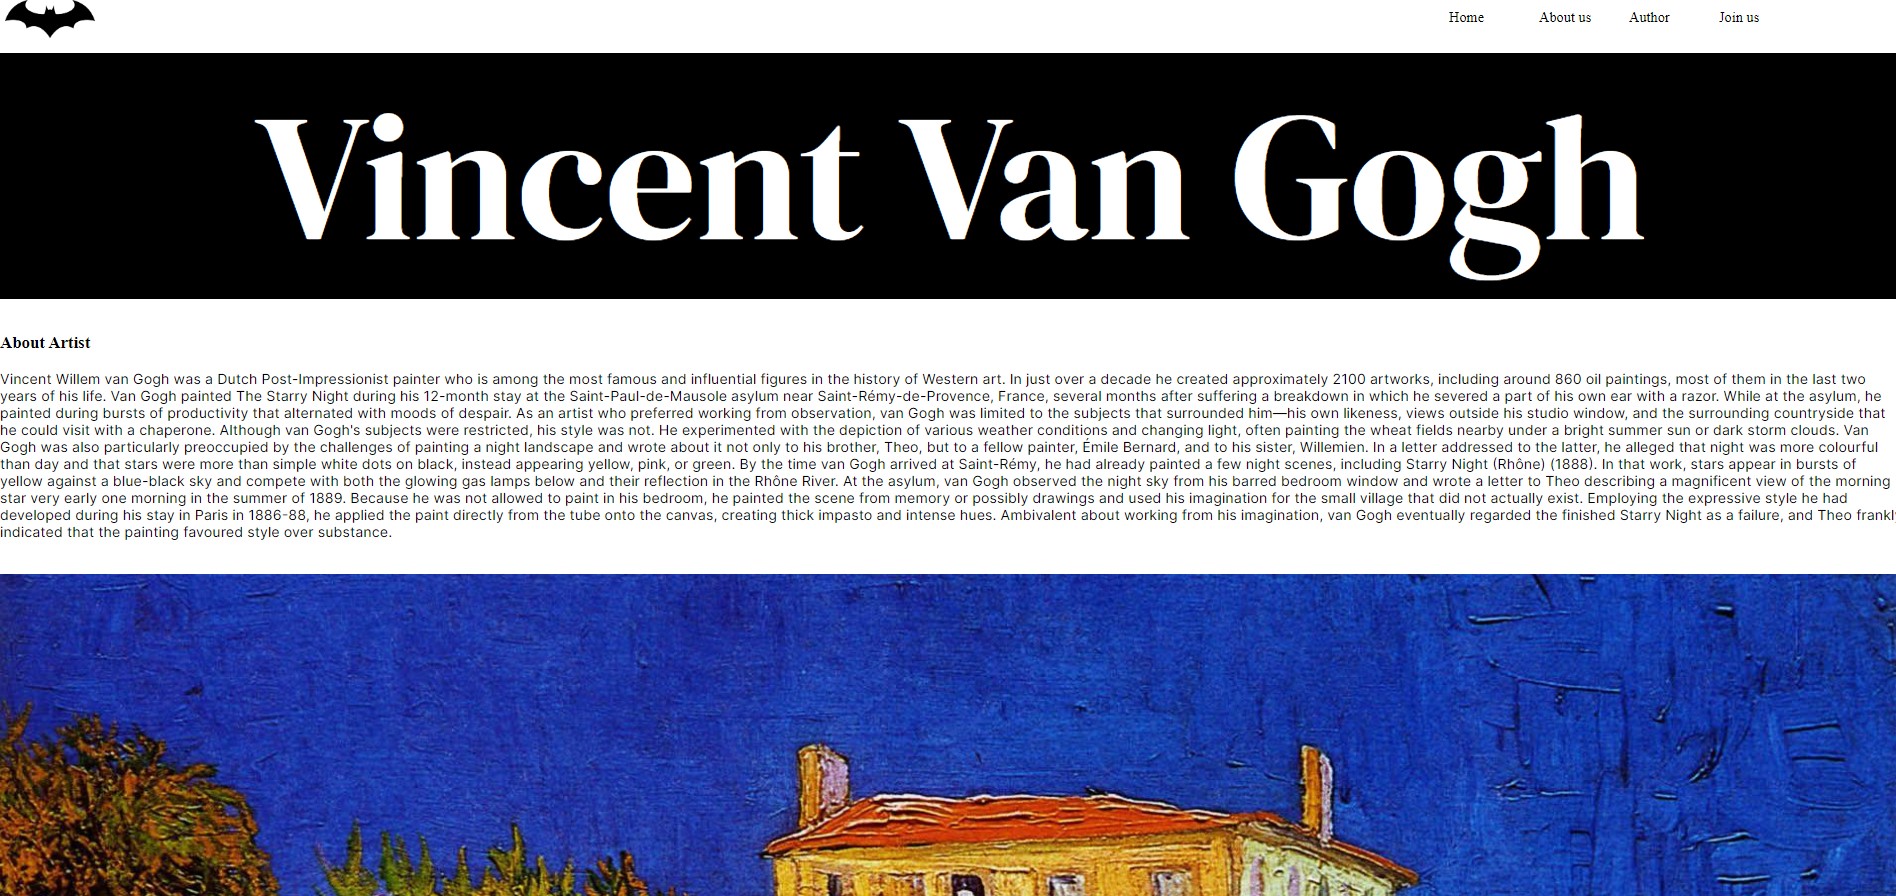 Home About us Author Join us
Vincent Van Gogh
About Artist
Vincent Willem van Gogh was a Dutch Post-Impressionist painter who is among the most famous and influential figures in the history of Western art. In just over a decade he created approximately 2100 artworks, including around 860 oil paintings, most of them in the last two
years of his life. Van Gogh painted The Starry Night during his 12-month stay at the Saint-Paul-de-Mausole asylum near Saint-Rémy-de-Provence, France, several months after suffering a breakdown in which he severed a part of his own ear with a razor. While at the asylum, he
painted during bursts of productivity that alternated with moods of despair. As an artist who preferred working from observation, van Gogh was limited to the subjects that surrounded him—his own likeness, views outside his studio window, and the surrounding countryside that
he could visit with a chaperone. Although van Gogh's subjects were restricted, his style was not. He experimented with the depiction of various weather conditions and changing light, often painting the wheat fields nearby under a bright summer sun or dark storm clouds. Van
Gogh was also particularly preoccupied by the challenges of painting a night landscape and wrote about it not only to his brother, Theo, but to a fellow painter, Émile Bernard, and to his sister, Willemien. In a letter addressed to the latter, he alleged that night was more colourful
than day and that stars were more than simple white dots on black, instead appearing yellow, pink, or green. By the time van Gogh arrived at Saint-Rémy, he had already painted a few night scenes, including Starry Night (Rhône) (1888). In that work, stars appear in bursts of
yellow against a blue-black sky and compete with both the glowing gas lamps below and their reflection in the Rhône River. At the asylum, van Gogh observed the night sky from his barred bedroom window and wrote a letter to Theo describing a magnificent view of the morning
star very early one morning in the summer of 1889. Because he was not allowed to paint in his bedroom, he painted the scene from memory or possibly drawings and used his imagination for the small village that did not actually exist. Employing the expressive style he had
developed during his stay in Paris in 1886-88, he applied the paint directly from the tube onto the canvas, creating thick impasto and intense hues. Ambivalent about working from his imagination, van Gogh eventually regarded the finished Starry Night as a failure, and Theo frankl
indicated that the painting favoured style over substance.